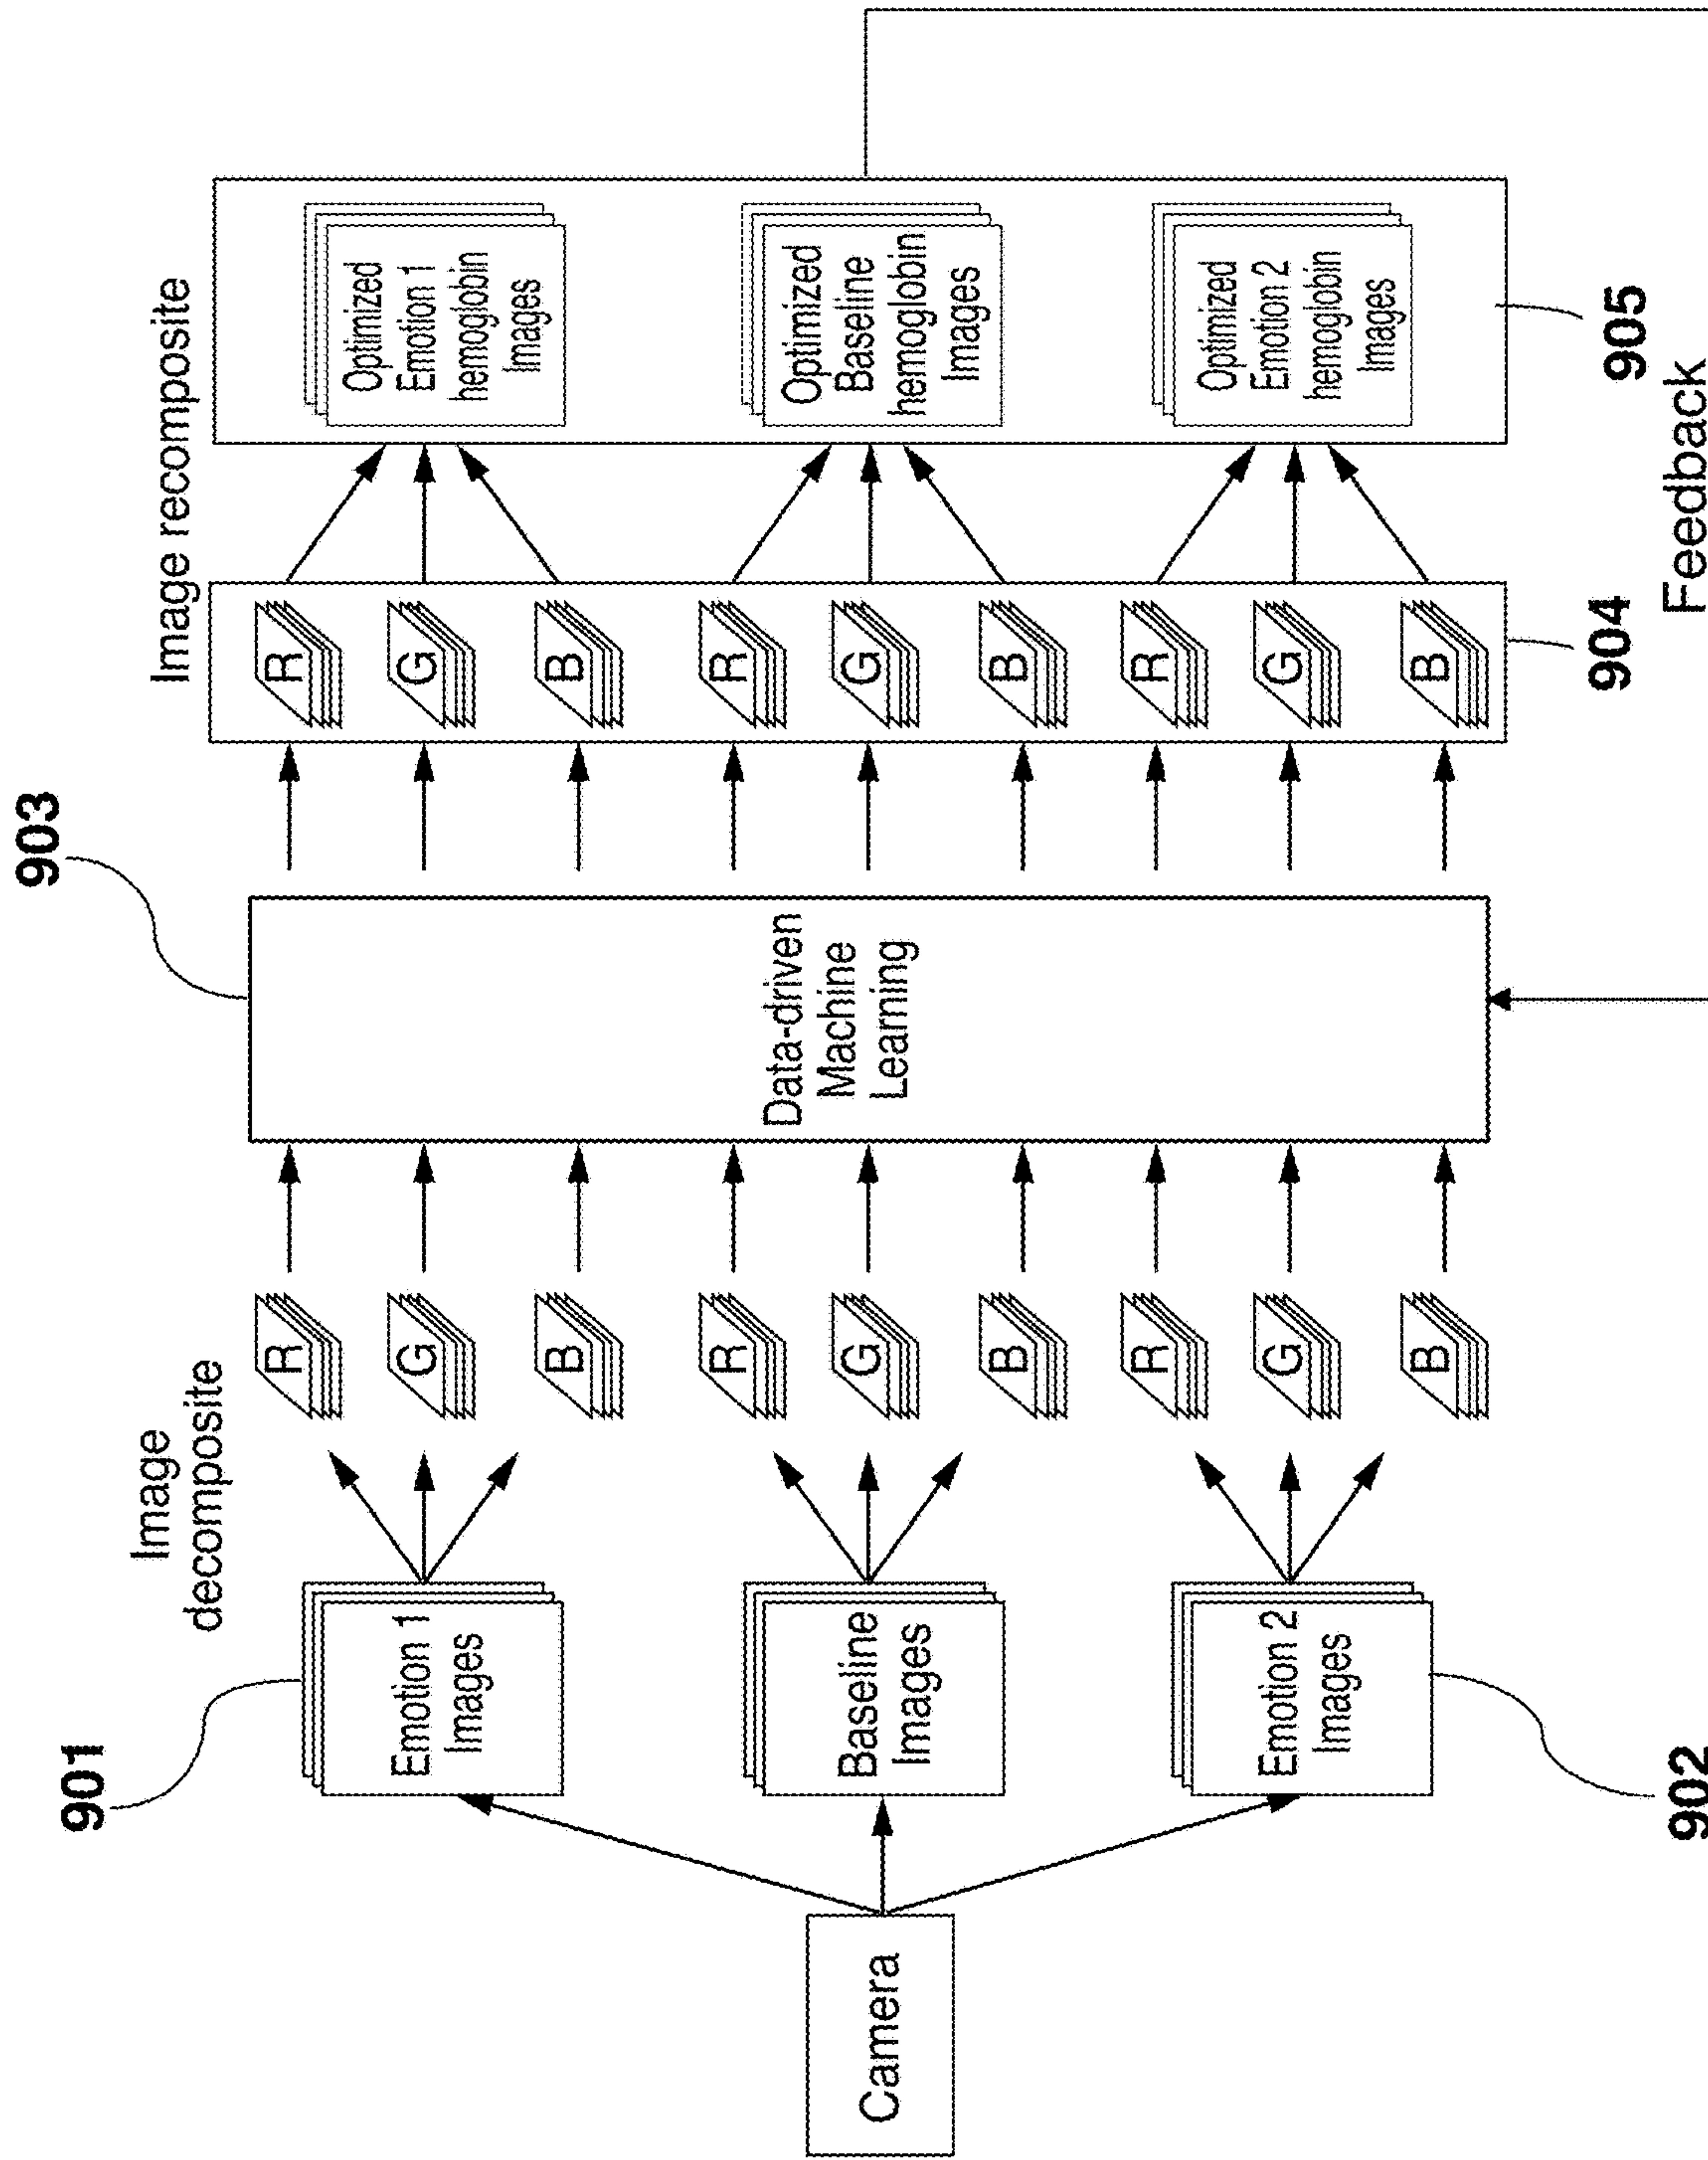 Camera
901
Emotion 1
Images
Baseline
Images
Emotion 2
Images
902
Image
decomposite
R
G
B
R
G
B
R
G
B
903
Data-driven
Machine
Learning
Image recomposite
R
G
B
R
G
B
R
G
B
904
Optimized
Emotion 1
hemoglobin
Images
Optimized
Baseline
hemoglobin
Images
Optimized
Emotion 2
hemoglobin
Images
905
Feedback